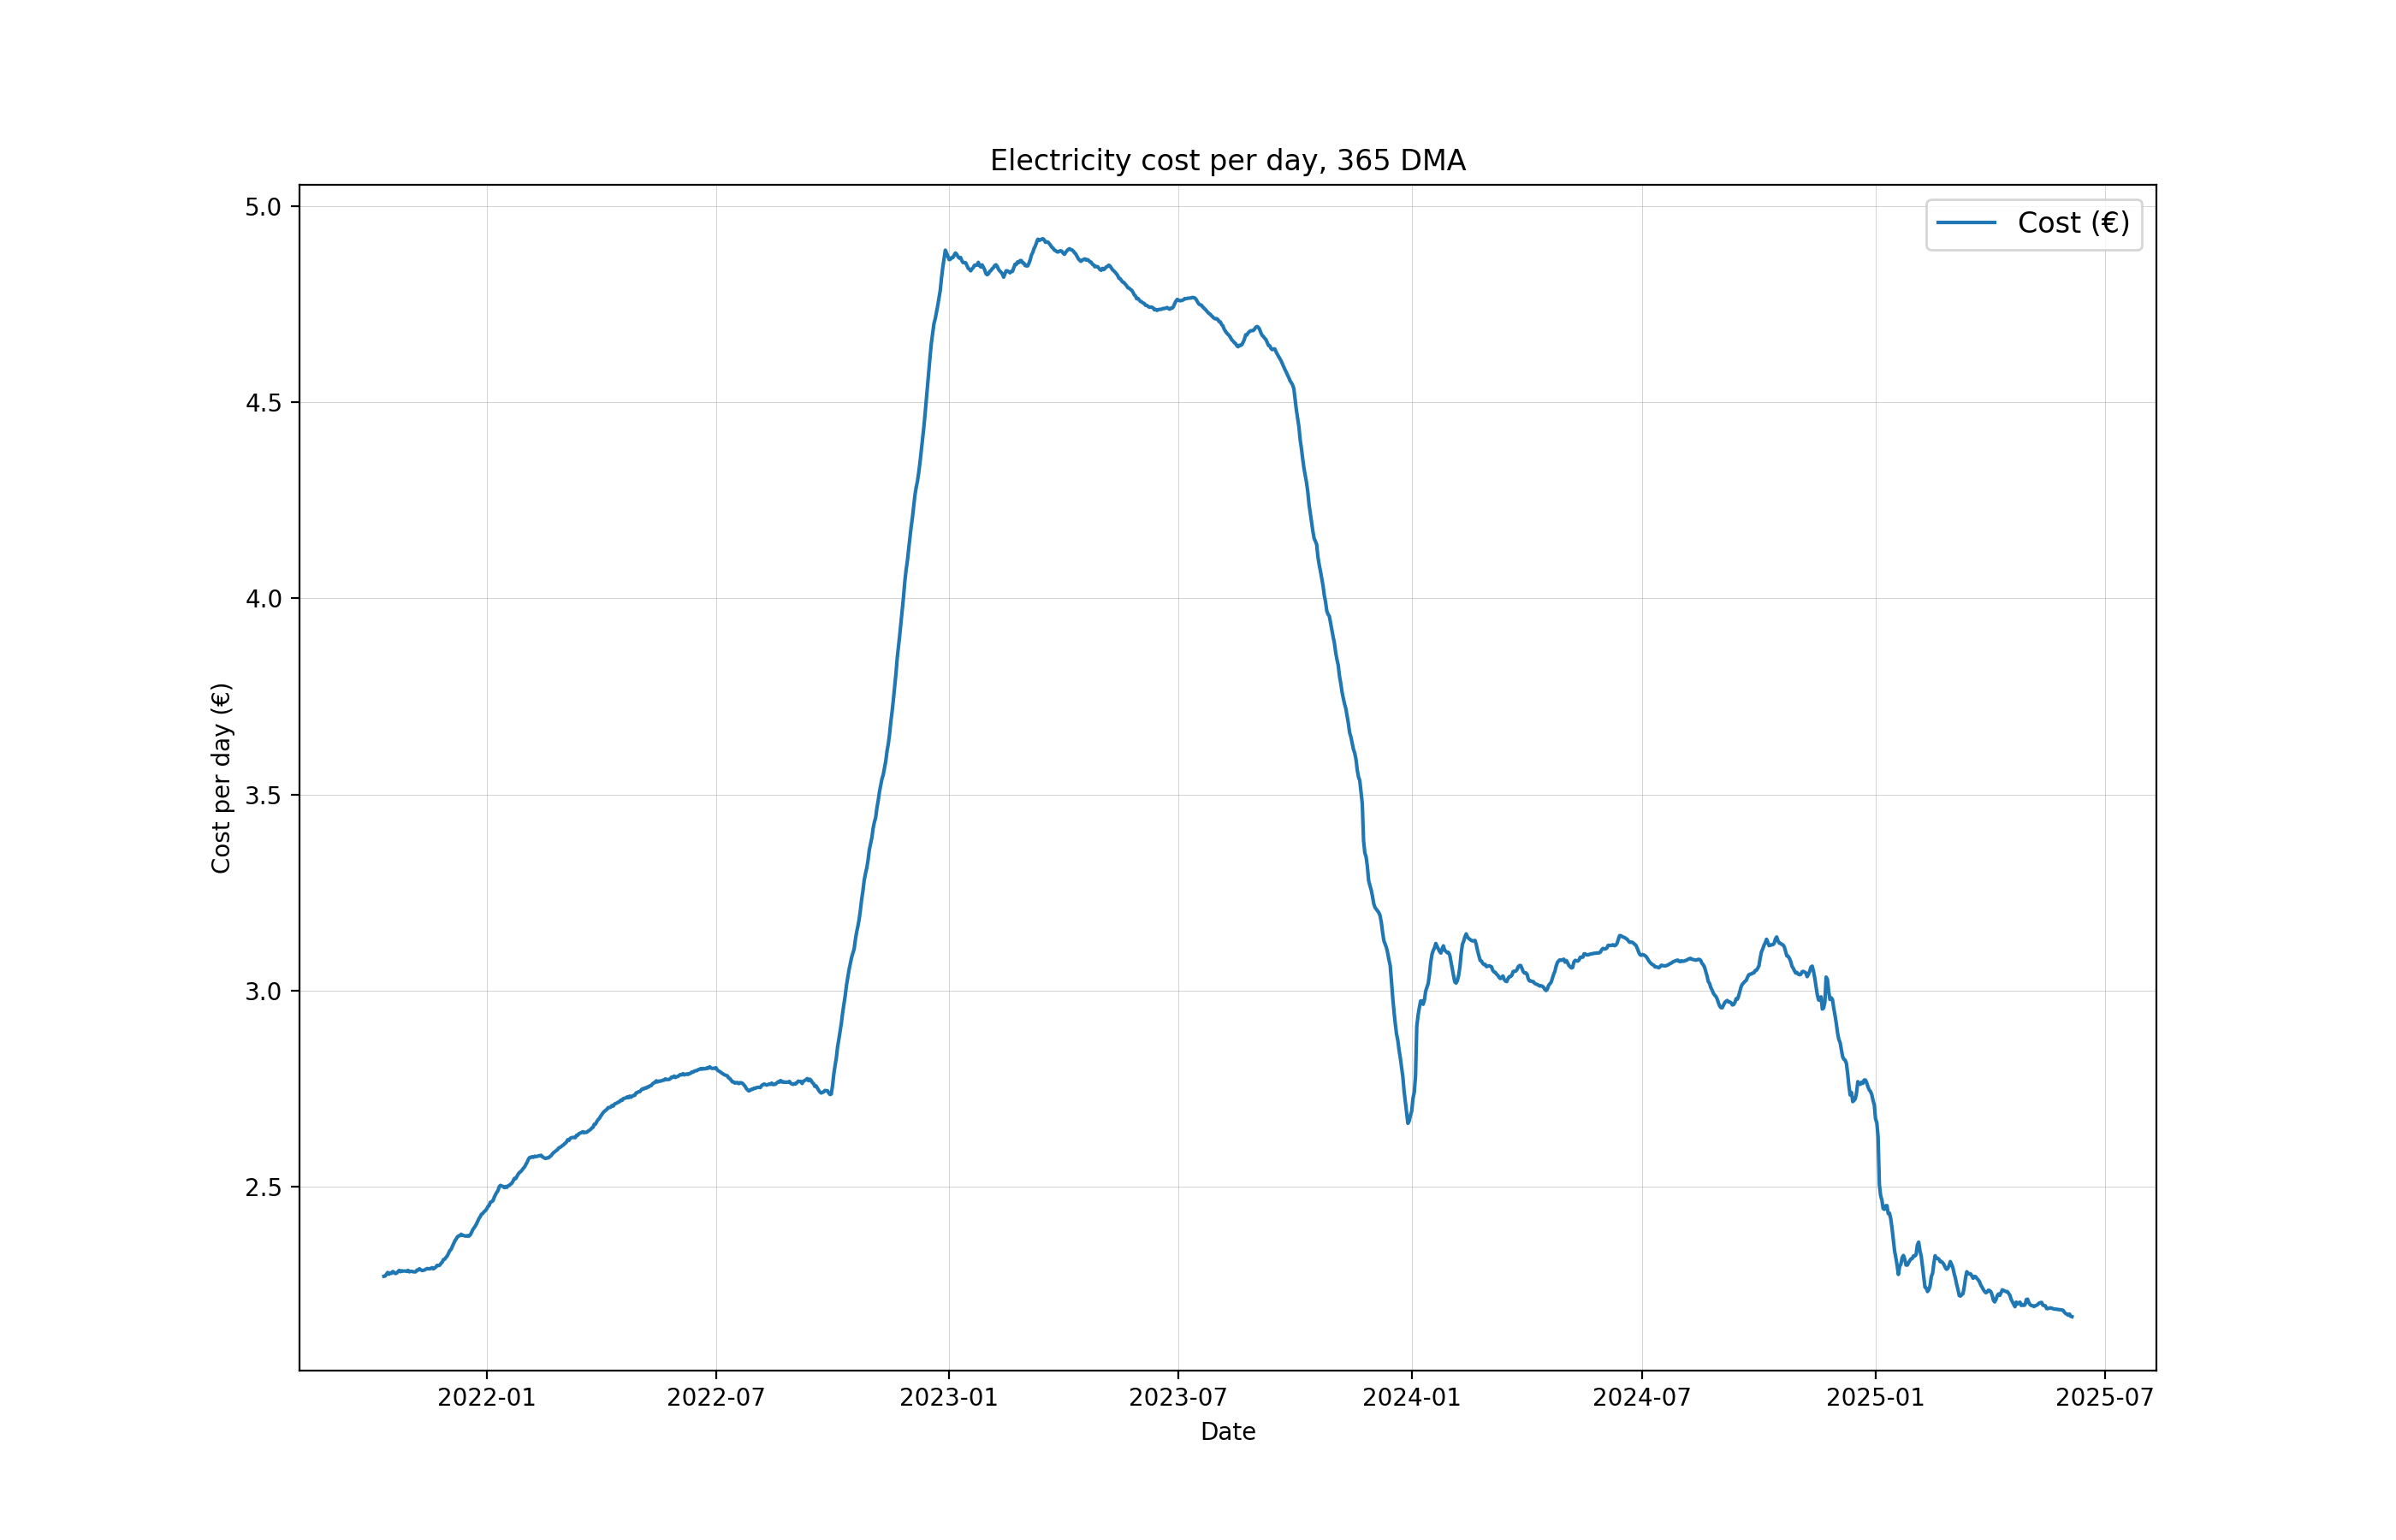 Electricity cost per day, 365 DMA
Cost (€)
5.0
4.5
4.0
3.5
3.0
2.5
Cost per day (€)
2022-01 2022-07 2023-01 2023-07 2024-01 2024-07 2025-01 2025-07
Date